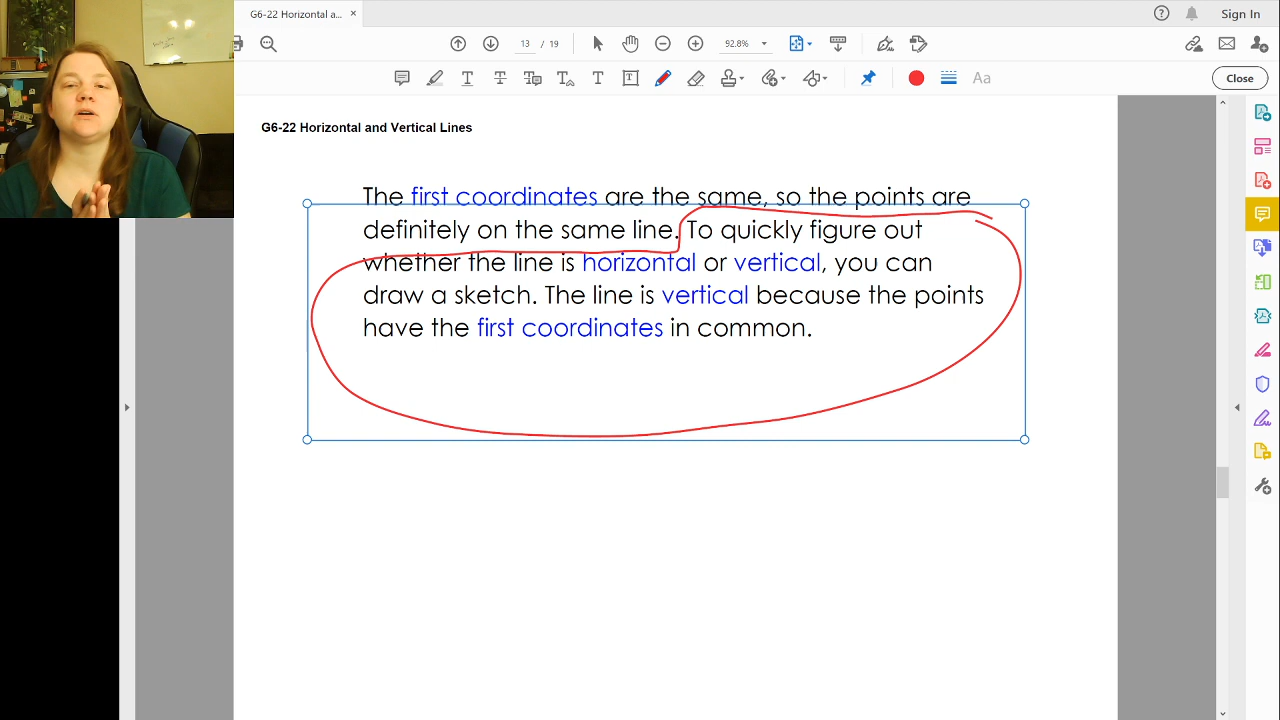 G6-22 Horizontal a... ×
Sign In
13 / 19
92.8%
Aa
Close
G6-22 Horizontal and Vertical Lines
The first coordinates are the same, so the points are
definitely on the same line. To quickly figure out
whether the line is horizontal or vertical, you can
draw a sketch. The line is vertical because the points
have the first coordinates in common.